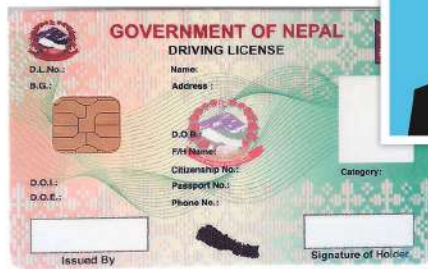 GOVERNMENT OF NEPAL
DRIVING LICENSE
D.L.No.: Name:
B.G.: Address :
D.O.B.:
F/H Name:
Citizenship No.:
D.O.I.: Passport No.: Category:
D.O.E.: Phone No.:
Issued By Signature of Holder